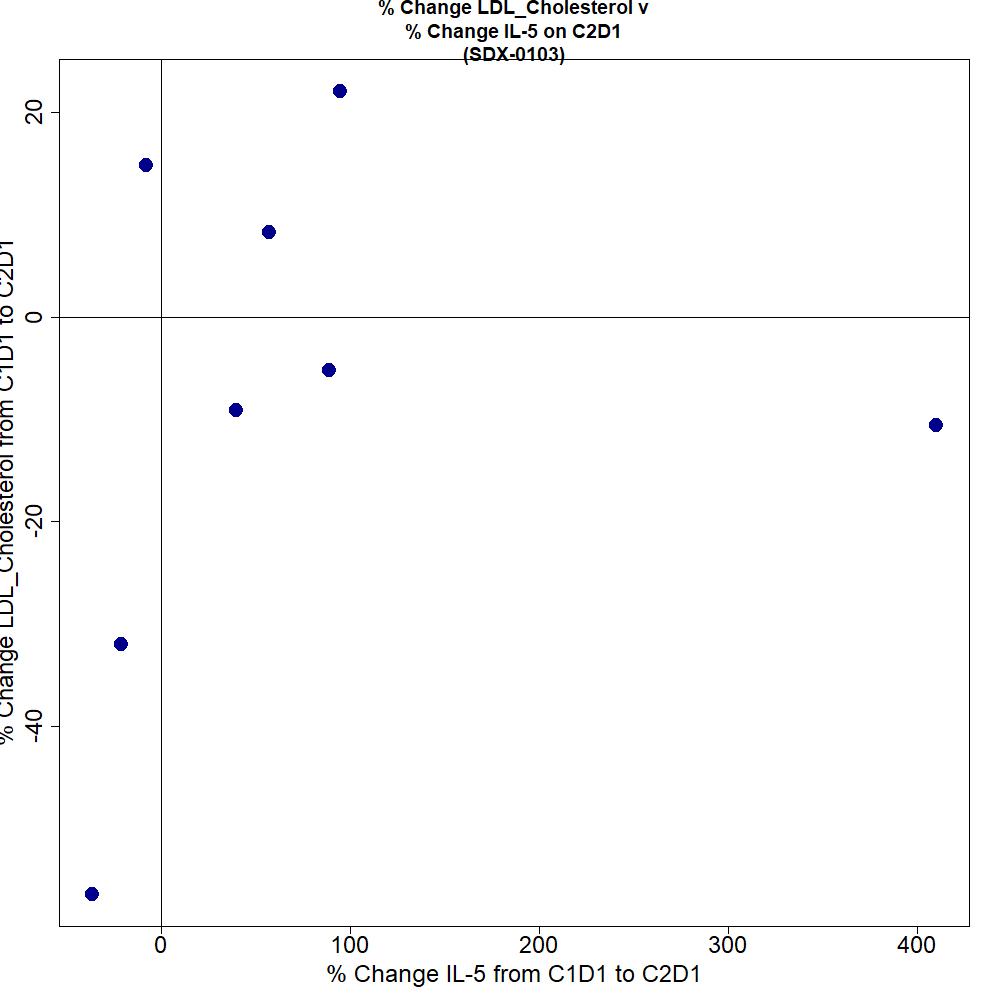 % Change LDL_Cholesterol v
% Change IL-5 on C2D1
(SDX-0103)
20
0
-20
-40
% Change LDL_Cholesterol from C1D1 to C2D1
0
100
200
300
400
% Change IL-5 from C1D1 to C2D1